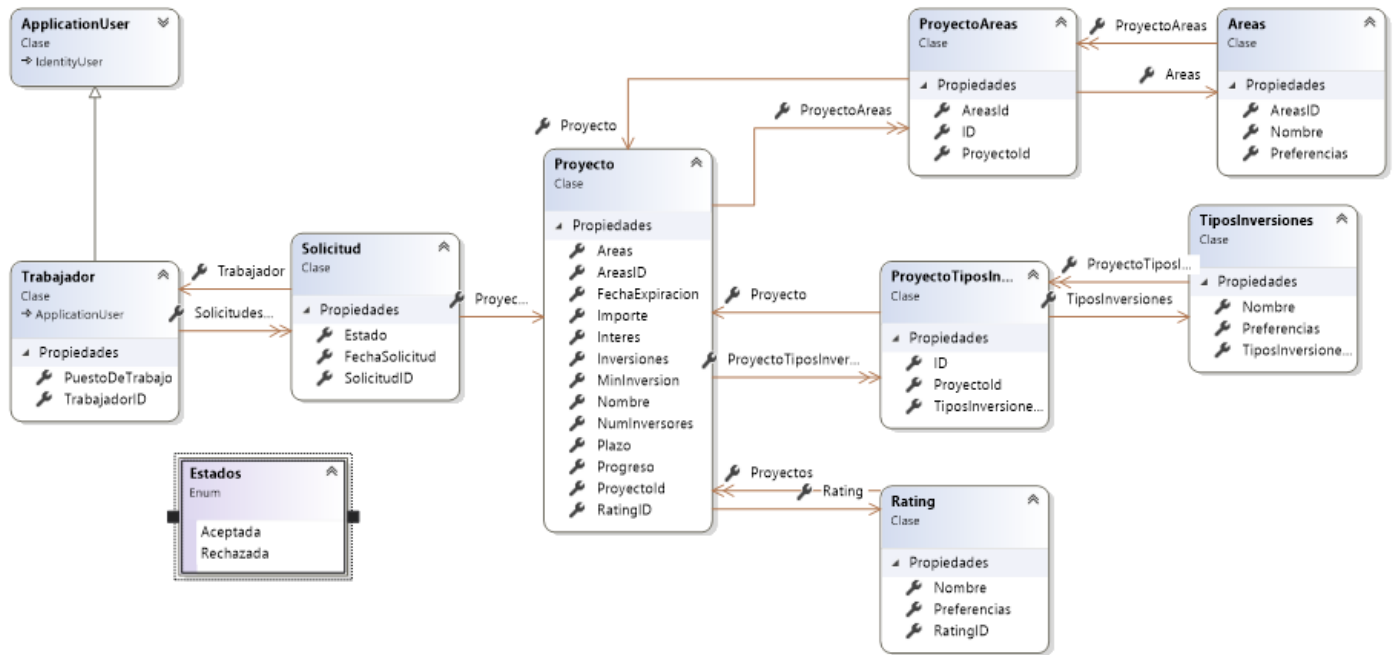 ApplicationUser
Clase
IdentityUser
Trabajador
Clase
ApplicationUser
Propiedades
PuestoDeTrabajo
TrabajadorID
Trabajador
Solicitudes...
Solicitud
Clase
Propiedades
Estado
FechaSolicitud
SolicitudID
Proyec...
Estados
Enum
Aceptada
Rechazada
Proyecto
Proyecto
Clase
Propiedades
Areas
AreasID
FechaExpiracion
Importe
Interes
Inversiones
MinInversion
Nombre
NumInversores
Plazo
Progreso
ProyectoId
RatingID
ProyectoAreas
ProyectoAreas
Clase
Propiedades
AreasId
ID
ProyectoId
ProyectoAreas
Areas
Areas
Clase
Propiedades
AreasID
Nombre
Preferencias
Proyecto
ProyectoTiposInver...
ProyectoTiposIn...
Clase
Propiedades
ID
ProyectoId
TiposInversione...
ProyectoTiposI...
TiposInversiones
TiposInversiones
Clase
Propiedades
Nombre
Preferencias
TiposInversione...
Proyectos
Rating
Rating
Clase
Propiedades
Nombre
Preferencias
RatingID